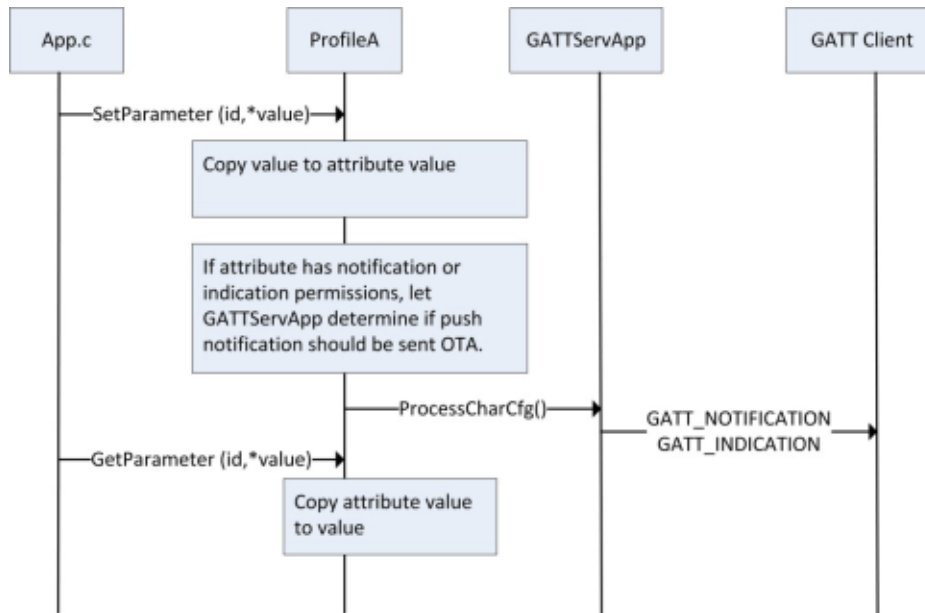 App.c
ProfileA
GATTServApp
GATT Client
SetParameter (id,*value)
Copy value to attribute value
If attribute has notification or
indication permissions, let
GATTServApp determine if push
notification should be sent OTA.
ProcessCharCfg()
GATT_NOTIFICATION
GATT_INDICATION
GetParameter (id,*value)
Copy attribute value
to value